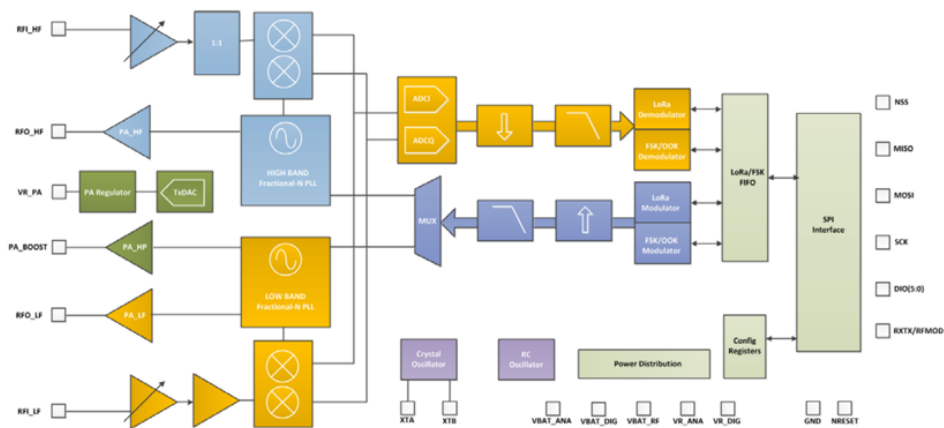 RFI_HF
1:1
ADCI
ADCQ
LoRa
Demodulator
FSK/OOK
Demodulator
LoRa/FSK
FIFO
SPI
Interface
NSS
MISO
MOSI
SCK
DIO(5:0)
RXTX/RFMOD
RFO_HF
PA_HF
HIGH BAND
Fractional-N PLL
VR_PA
PA Regulator
TxDAC
MUX
LoRa
Modulator
FSK/OOK
Modulator
PA_BOOST
PA_HP
LOW BAND
Fractional-N PLL
RFO_LF
PA_LF
Crystal
Oscillator
RC
Oscillator
Power Distribution
Config
Registers
RFI_LF
XTA
XTB
VBAT_ANA
VBAT_DIG
VBAT_RF
VR_ANA
VR_DIG
GND
NRESET